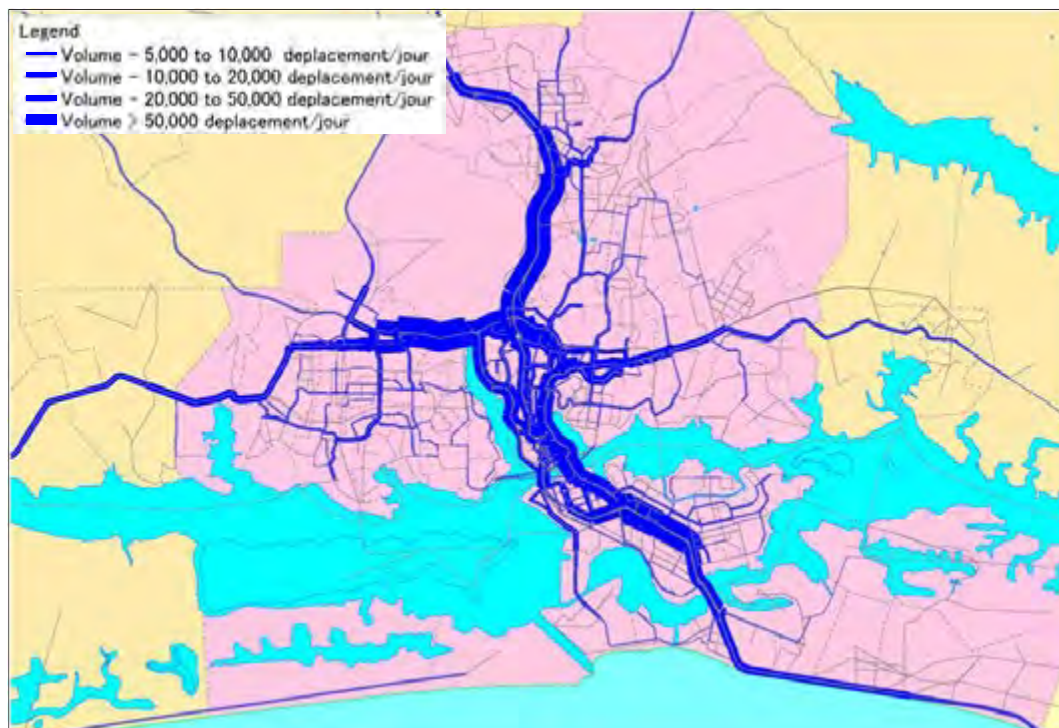 Legend
Volume - 5,000 to 10,000 deplacement/jour
Volume - 10,000 to 20,000 deplacement/jour
Volume - 20,000 to 50,000 deplacement/jour
Volume > 50,000 deplacement/jour